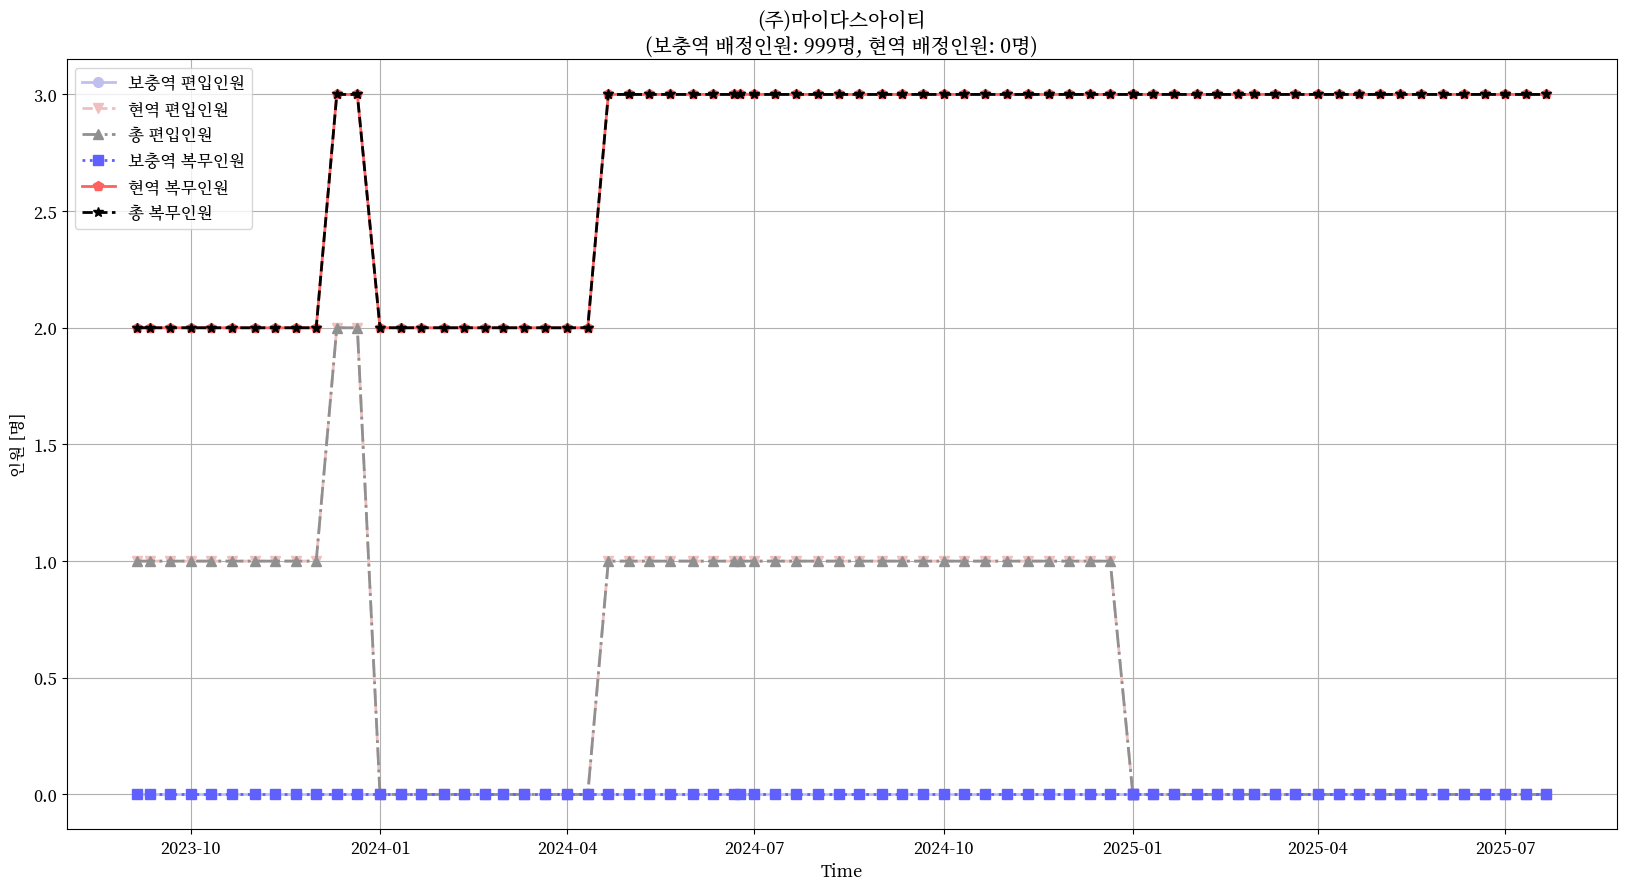 (주)마이다스아이티
(보충역 배정인원: 999명, 현역 배정인원: 0명)
보충역 편입인원
현역 편입인원
총 편입인원
보충역 복무인원
현역 복무인원
총 복무인원
3.0
2.5
2.0
1.5
1.0
0.5
0.0
인원 [명]
2023-10 2024-01 2024-04 2024-07 2024-10 2025-01 2025-04 2025-07
Time